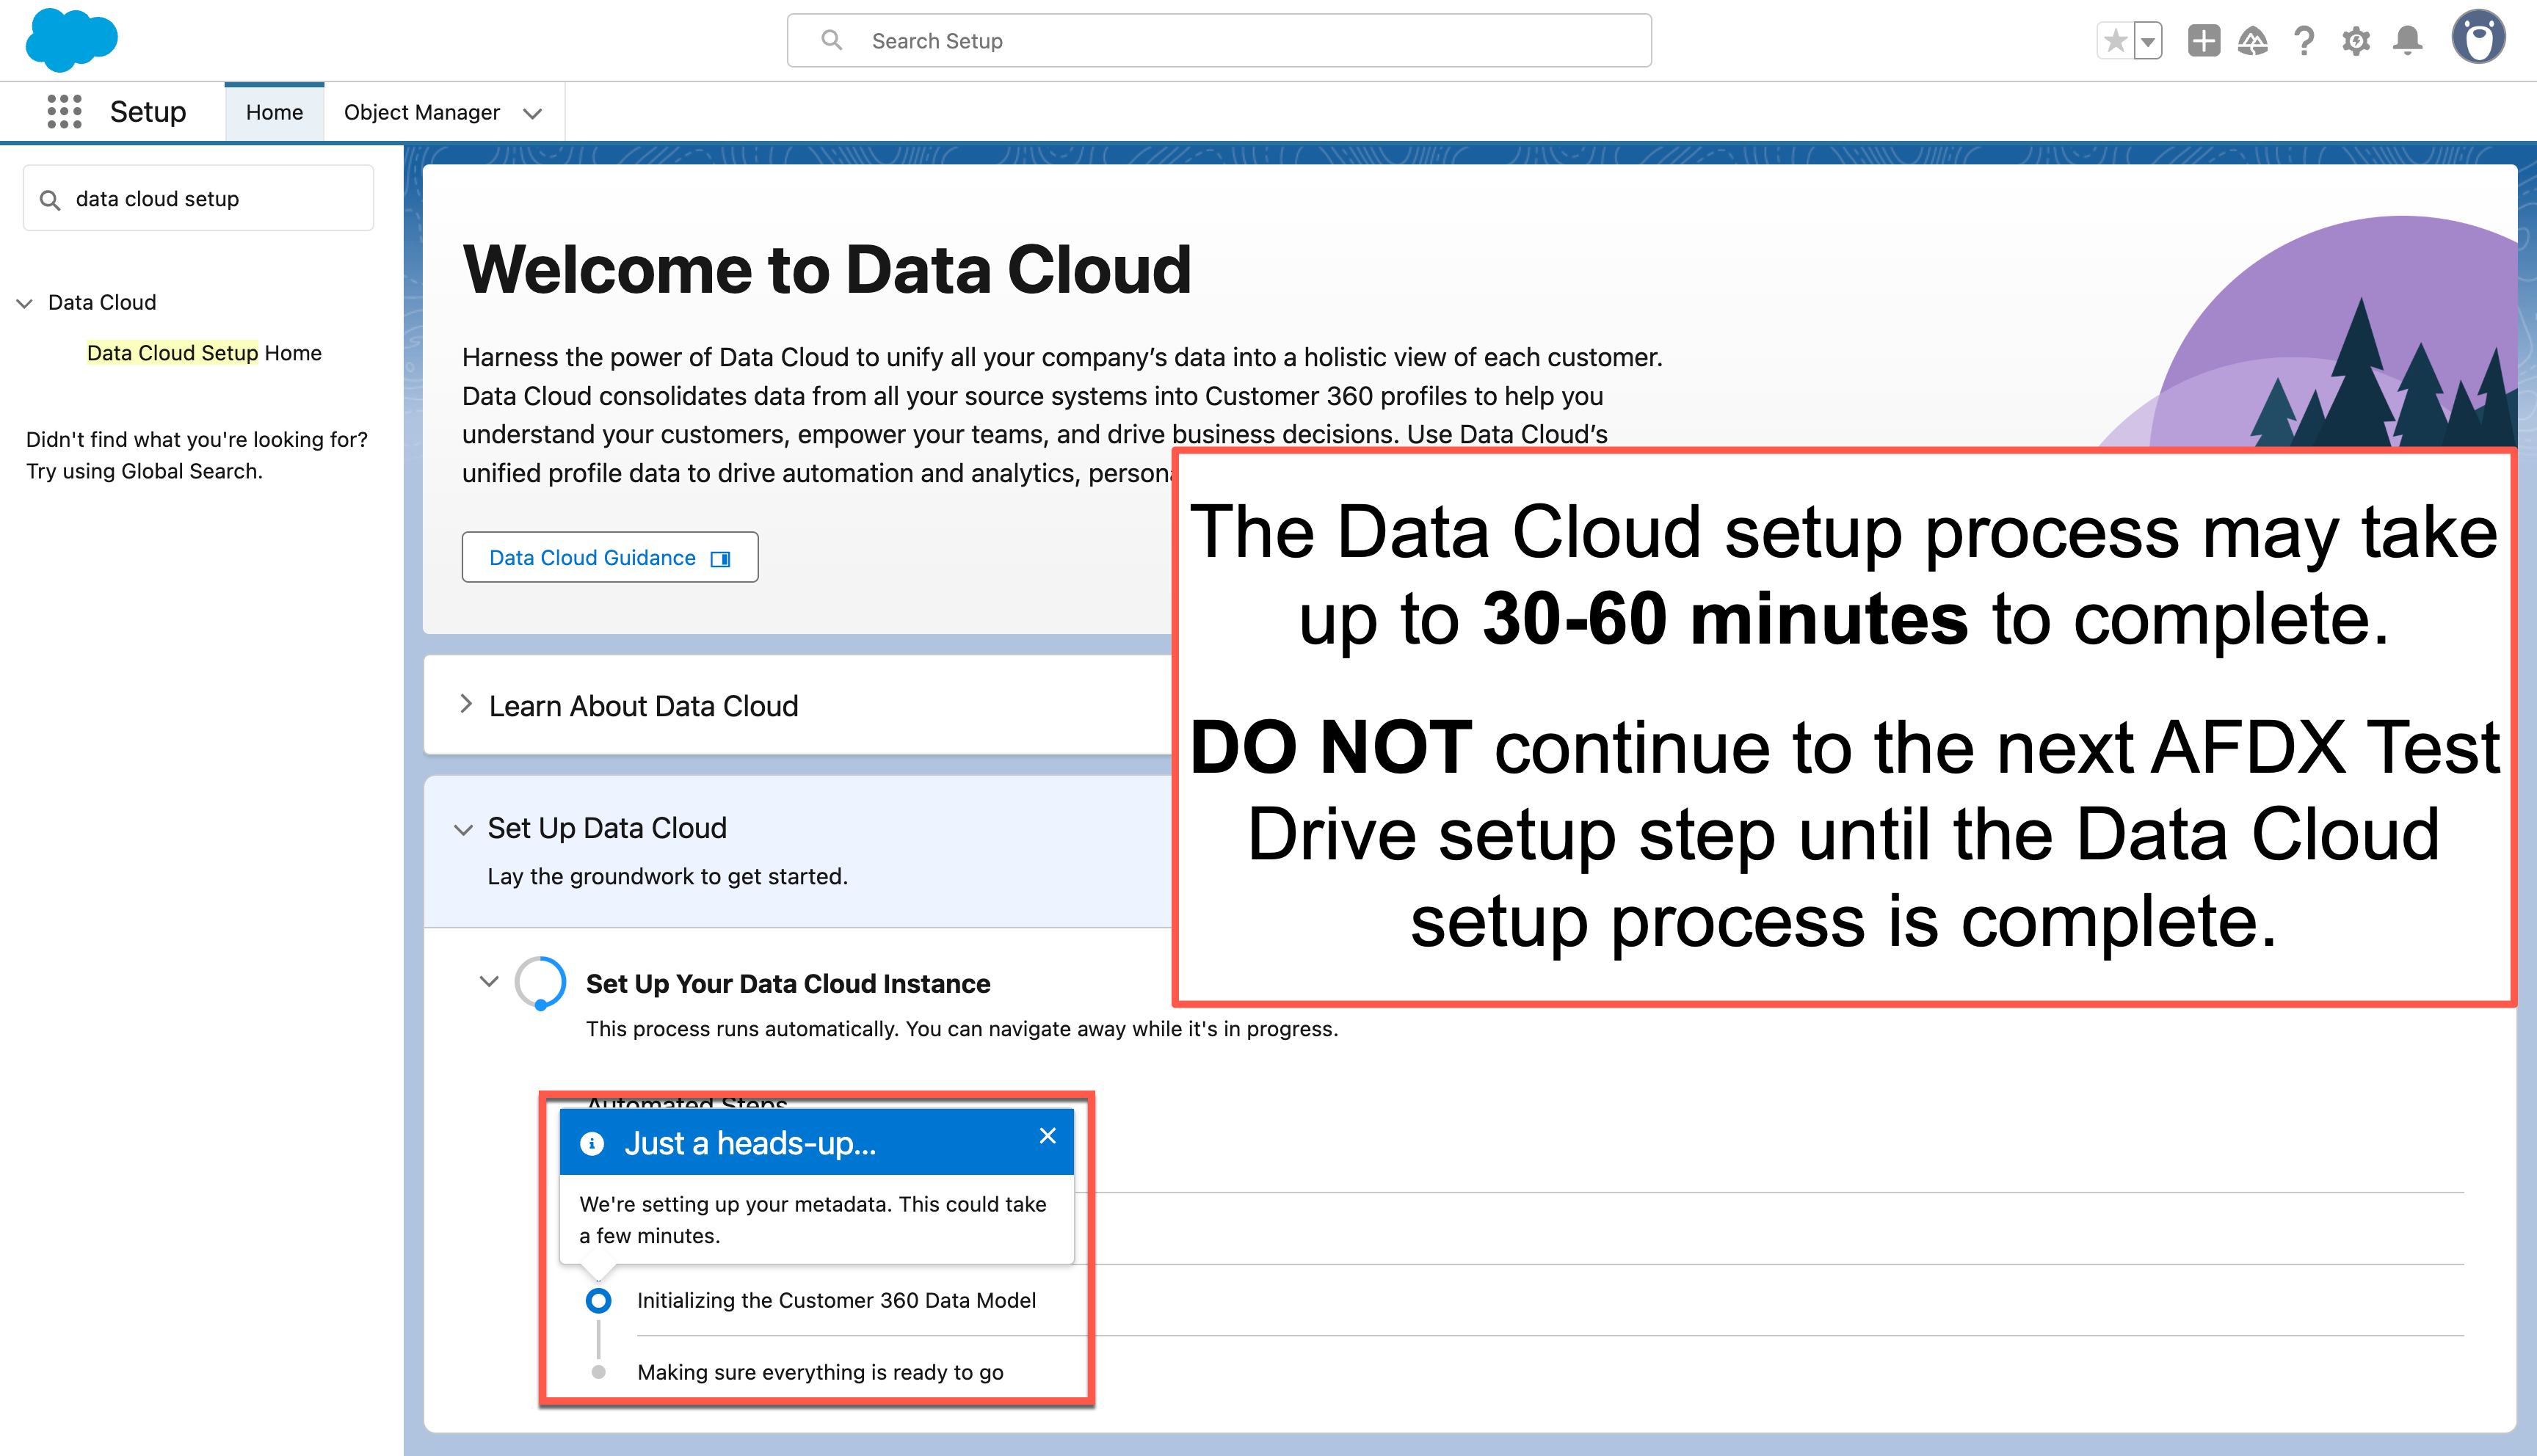 Search Setup
Setup
Home
Object Manager
data cloud setup
Data Cloud
Data Cloud Setup Home
Didn't find what you're looking for?
Try using Global Search.
Welcome to Data Cloud
Harness the power of Data Cloud to unify all your company’s data into a holistic view of each customer.
Data Cloud consolidates data from all your source systems into Customer 360 profiles to help you
understand your customers, empower your teams, and drive business decisions. Use Data Cloud’s
unified profile data to drive automation and analytics,
Data Cloud Guidance
The Data Cloud setup process may take
up to 30-60 minutes to complete.
DO NOT continue to the next AFDX Test
Drive setup step until the Data Cloud
setup process is complete.
Learn About Data Cloud
Set Up Data Cloud
Lay the groundwork to get started.
Set Up Your Data Cloud Instance
This process runs automatically. You can navigate away while it's in progress.
Automated Steps
Just a heads-up...
We're setting up your metadata. This could take
a few minutes.
Initializing the Customer 360 Data Model
Making sure everything is ready to go